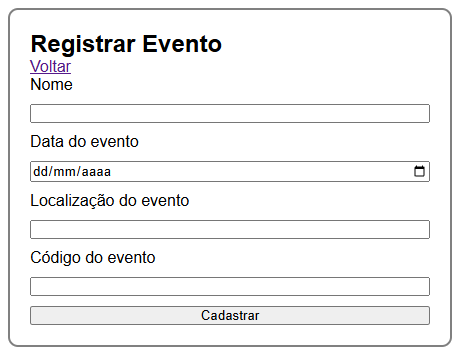 Registrar Evento
Voltar
Nome
Data do evento
dd/mm/aaaa
Localização do evento
Código do evento
Cadastrar